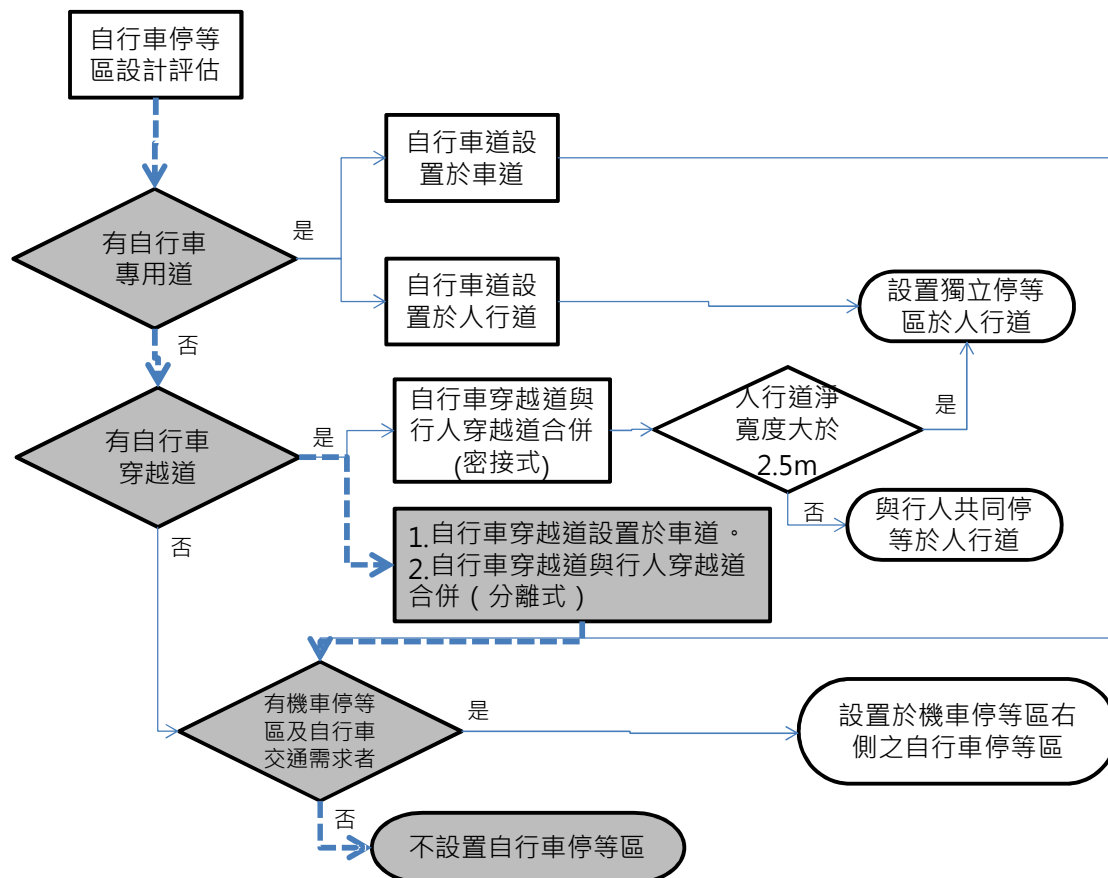 自行車停等
區設計評估
自行車道設
置於車道
是
有自行車
專用道
自行車道設
置於人行道
設置獨立停等
區於人行道
否
自行車穿越道與
行人穿越道合併
(密接式)
人行道淨
寬度大於
2.5m
是
是
有自行車
穿越道
否
與行人共同停
等於人行道
否
1.自行車穿越道設置於車道。
2.自行車穿越道與行人穿越道
合併（分離式）
有機車停等
區及自行車
交通需求者
是
設置於機車停等區右
側之自行車停等區
否
不設置自行車停等區